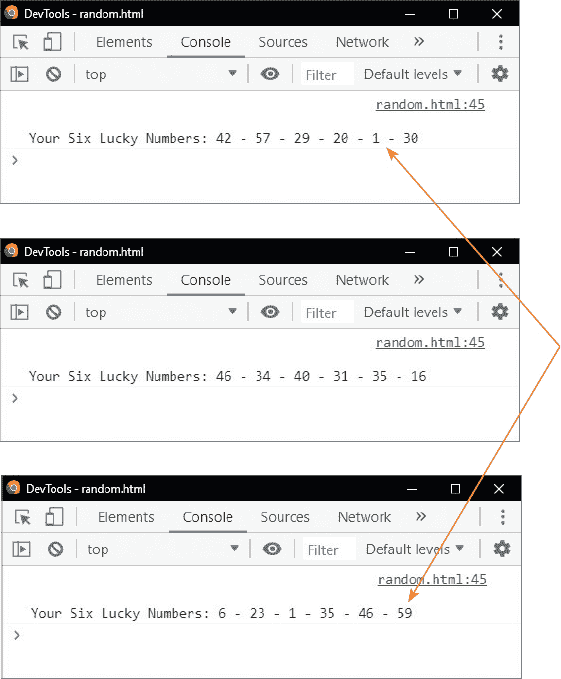 DevTools - random.html
Elements Console Sources Network »
top Filter Default levels
random.html:45
Your Six Lucky Numbers: 42 - 57 - 29 - 20 - 1 - 30
>
DevTools - random.html
Elements Console Sources Network »
top Filter Default levels
random.html:45
Your Six Lucky Numbers: 46 - 34 - 40 - 31 - 35 - 16
>
DevTools - random.html
Elements Console Sources Network »
top Filter Default levels
random.html:45
Your Six Lucky Numbers: 6 - 23 - 1 - 35 - 46 - 59
>